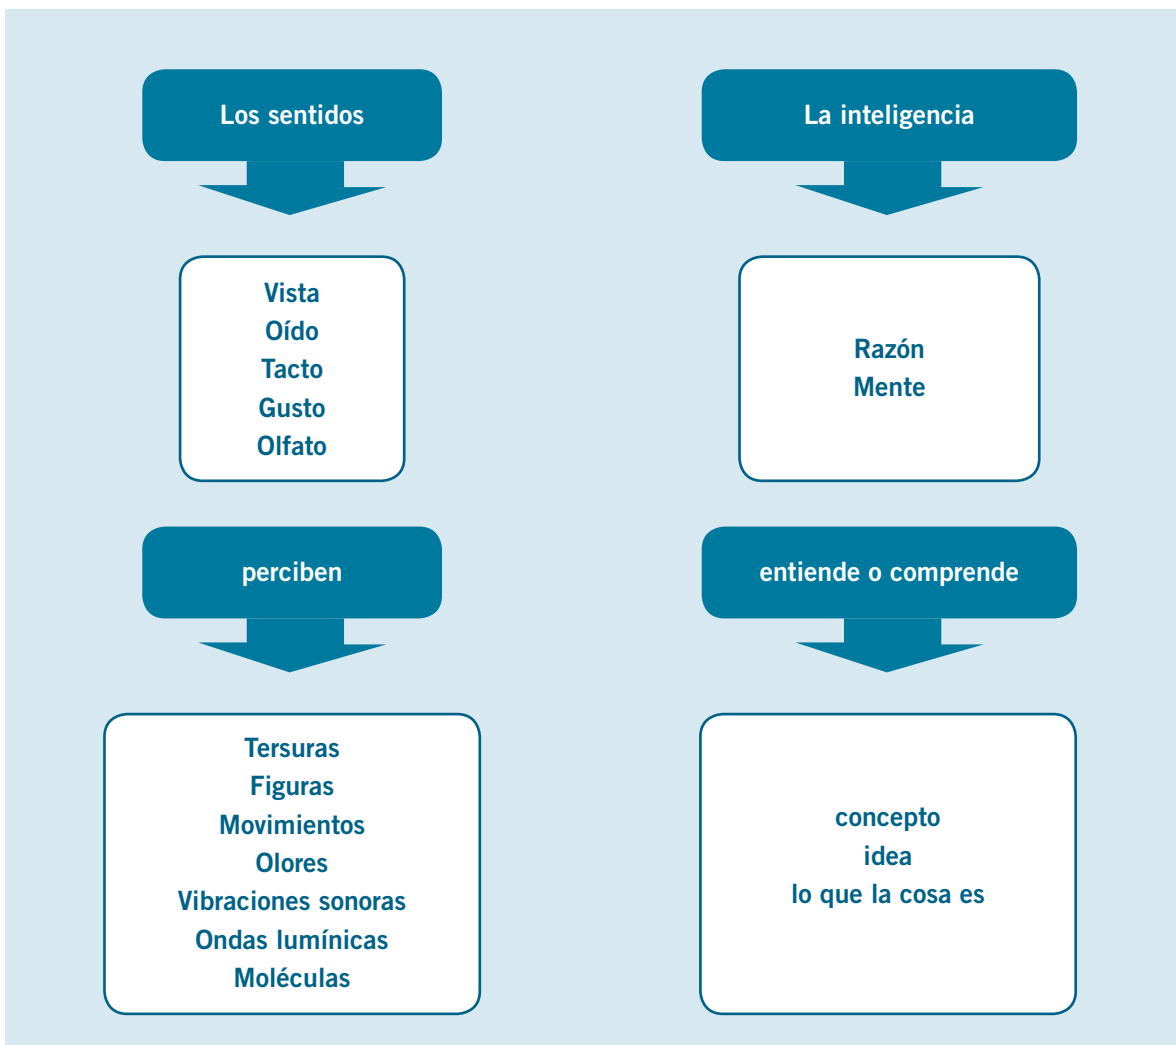 Los sentidos
Vista
Oído
Tacto
Gusto
Olfato
perciben
Tersuras
Figuras
Movimientos
Olores
Vibraciones sonoras
Ondas lumínicas
Moléculas
La inteligencia
Razón
Mente
entiende o comprende
concepto
idea
lo que la cosa es